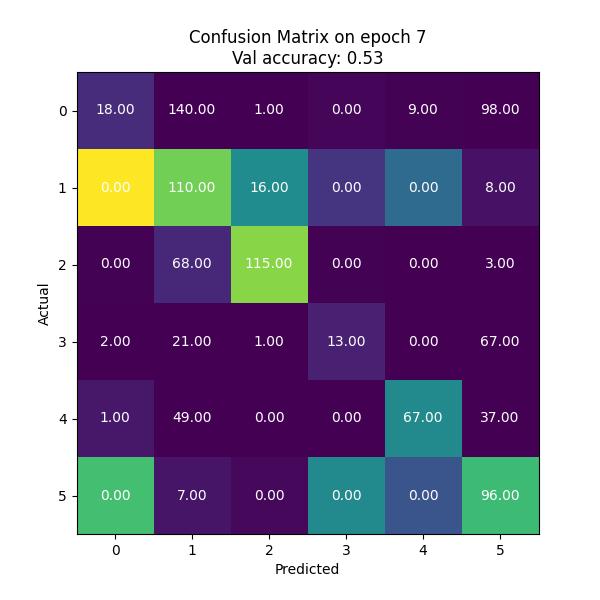 Confusion Matrix on epoch 7
Val accuracy: 0.53
0 18.00 140.00 1.00 0.00 9.00 98.00
1 0.00 110.00 16.00 0.00 0.00 8.00
2 0.00 68.00 115.00 0.00 0.00 3.00
3 2.00 21.00 1.00 13.00 0.00 67.00
4 1.00 49.00 0.00 0.00 67.00 37.00
5 0.00 7.00 0.00 0.00 0.00 96.00
Actual
0 1 2 3 4 5
Predicted